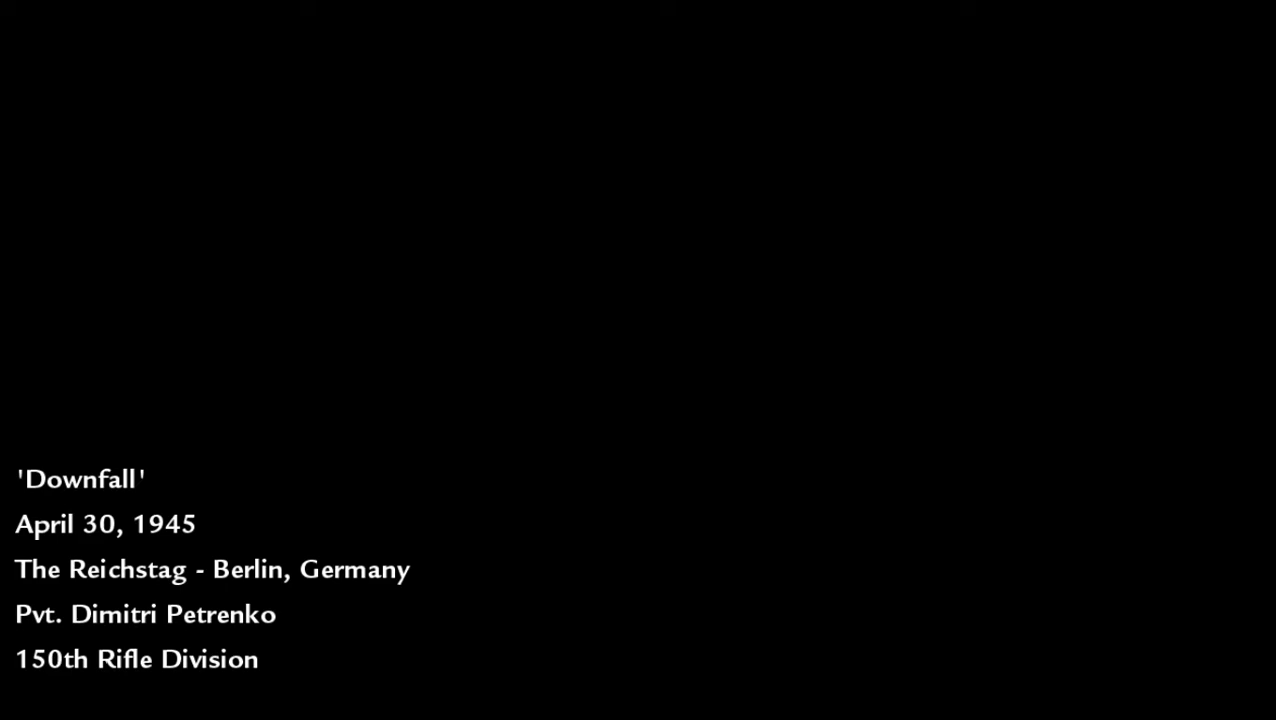 'Downfall'
April 30, 1945
The Reichstag - Berlin, Germany
Pvt. Dimitri Petrenko
150th Rifle Division